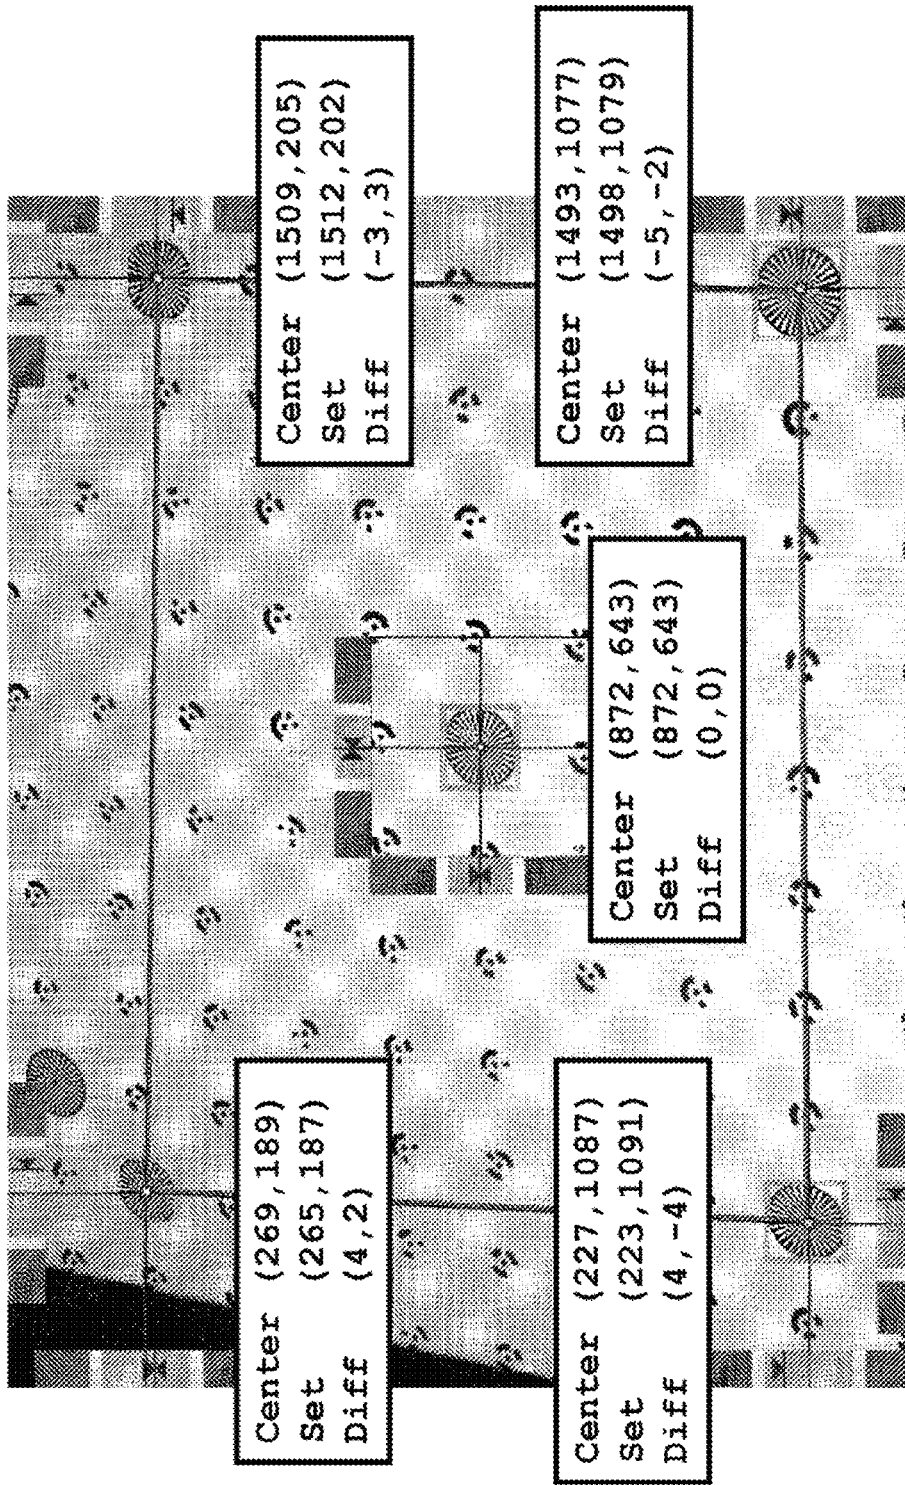 Center (269,189)
Set (265,187)
Diff (4,2)
Center (1509,205)
Set (1512,202)
Diff (-3,3)
Center (872,643)
Set (872,643)
Diff (0,0)
Center (227,1087)
Set (223,1091)
Diff (4,-4)
Center (1493,1077)
Set (1498,1079)
Diff (-5,-2)